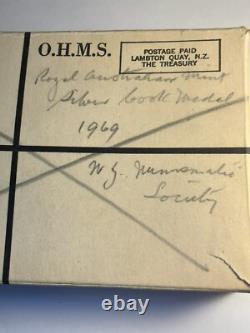 O.H.M.S.
POSTAGE PAID
LAMBTON QUAY, N.Z.
THE TREASURY
Royal Australian Mint
Silver Cook Medal
1969
N.Z. Numismatic
Society